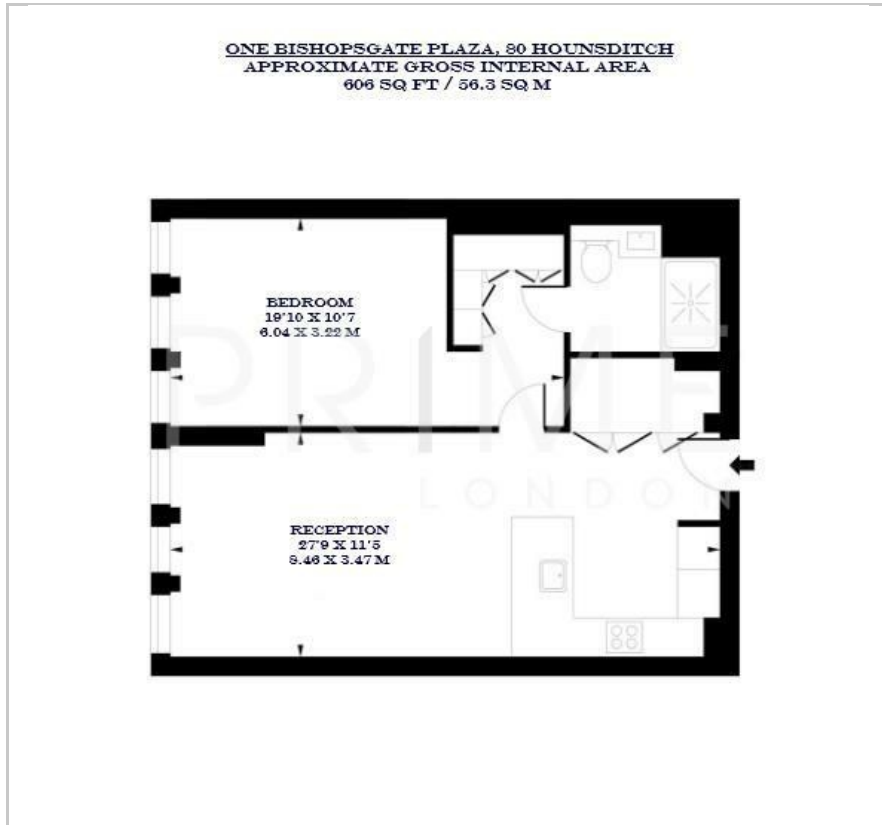 ONE BISHOPSGATE PLAZA, 80 HOUNSDITCH
APPROXIMATE GROSS INTERNAL AREA
606 SQ FT / 56.3 SQ M
BEDROOM
19'10 X 10'7
6.04 X 3.22 M
RECEPTION
27'9 X 11'5
8.46 X 3.47 M
PRIME
LONDON